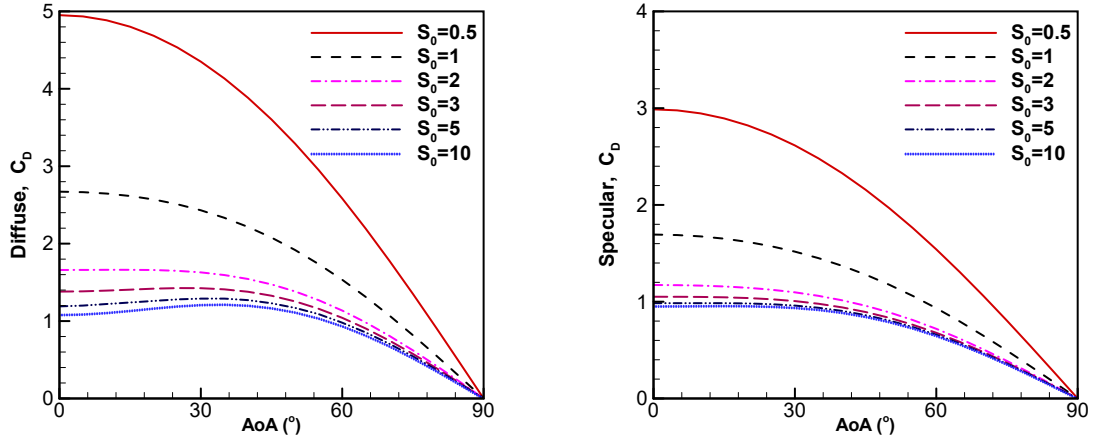 Diffuse, C_D
5
4
3
2
1
0
0 30 60 90
AoA (°)
S_0=0.5
S_0=1
S_0=2
S_0=3
S_0=5
S_0=10
Specular, C_D
4
3
2
1
0
0 30 60 90
AoA (°)
S_0=0.5
S_0=1
S_0=2
S_0=3
S_0=5
S_0=10